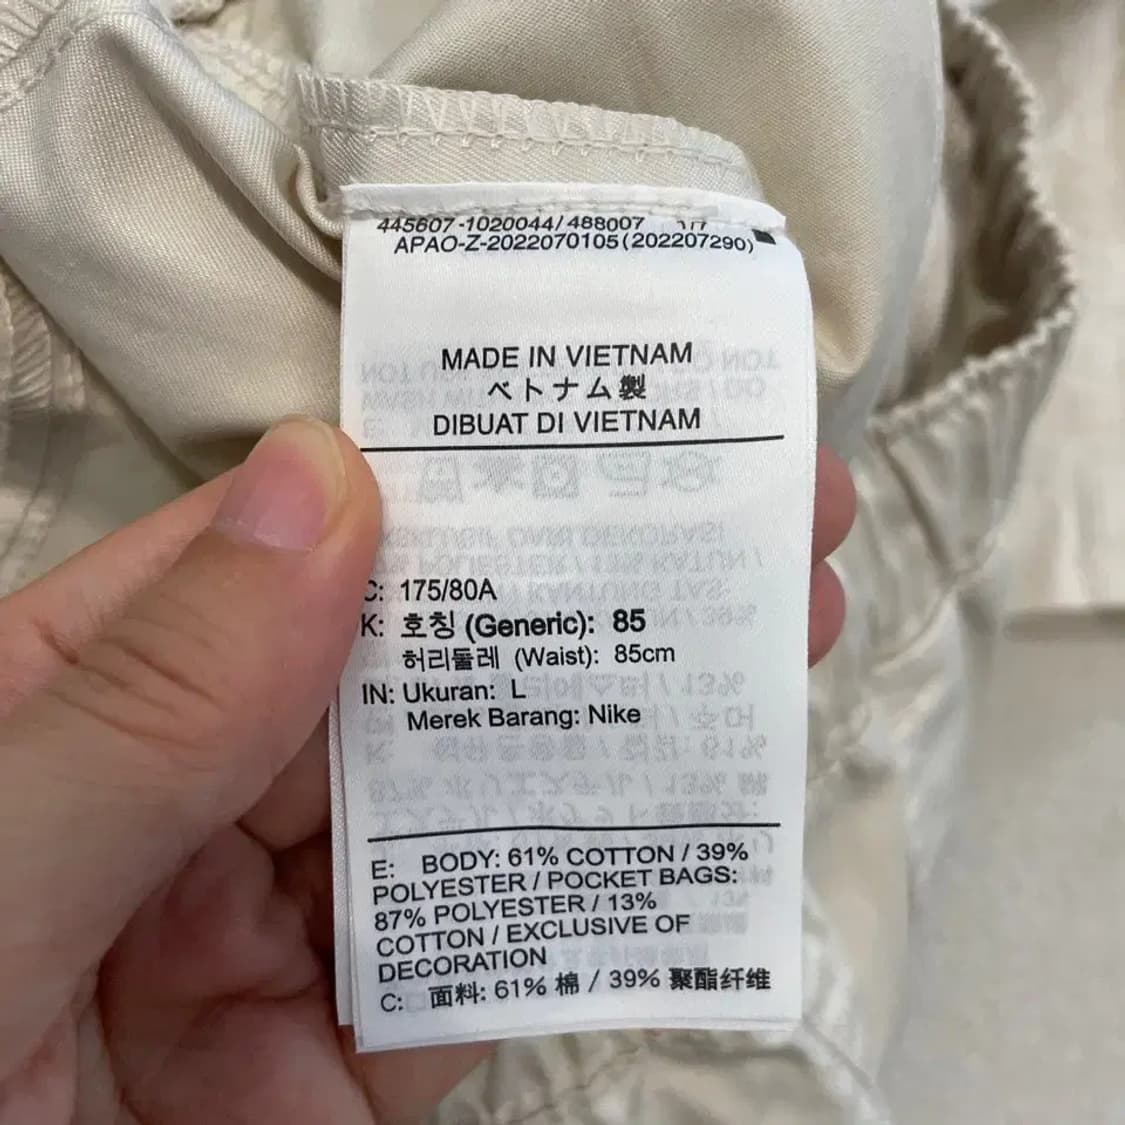 445607-1020044/488007 1/7
APAO-Z-2022070105(202207290)
MADE IN VIETNAM
ベトナム製
DIBUAT DI VIETNAM
C: 175/80A
K: 호칭 (Generic): 85
허리둘레 (Waist): 85cm
IN: Ukuran: L
Merek Barang: Nike
E: BODY: 61% COTTON / 39%
POLYESTER / POCKET BAGS:
87% POLYESTER / 13%
COTTON / EXCLUSIVE OF
DECORATION
C: 面料: 61% 棉 / 39% 聚酯纤维